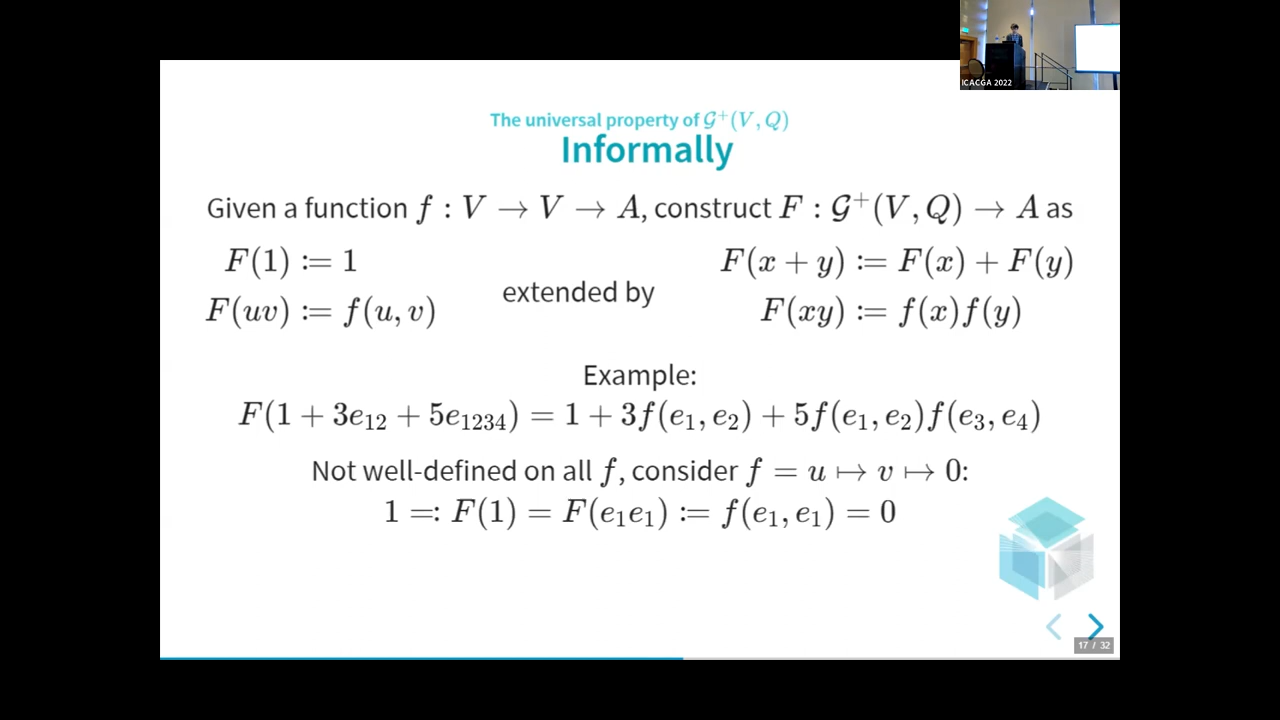 ICACGA 2022
The universal property of 𝒢⁺(V, Q)
Informally
Given a function f : V → V → A, construct F : 𝒢⁺(V, Q) → A as
F(1) := 1
F(uv) := f(u, v)
extended by
F(x + y) := F(x) + F(y)
F(xy) := f(x)f(y)
Example:
F(1 + 3e₁₂ + 5e₁₂₃₄) = 1 + 3f(e₁, e₂) + 5f(e₁, e₂)f(e₃, e₄)
Not well-defined on all f, consider f = u ↦ v ↦ 0:
1 =: F(1) = F(e₁e₁) := f(e₁, e₁) = 0
17 / 32